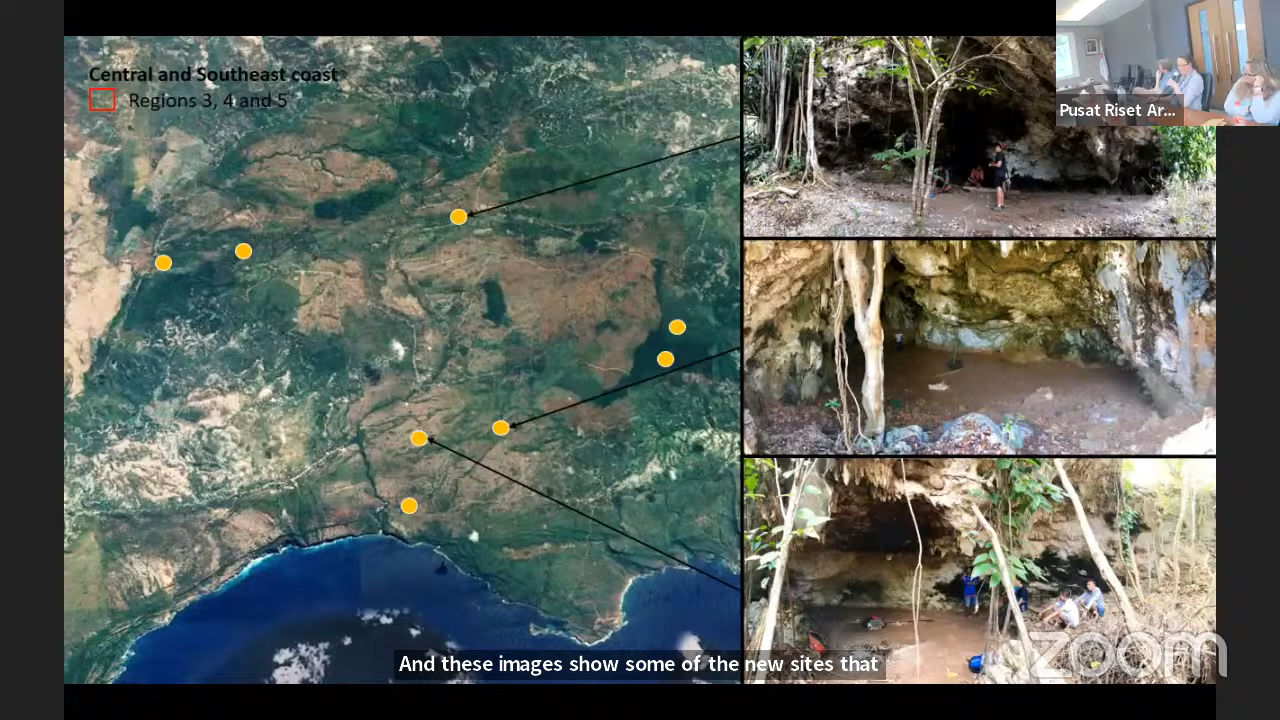 Central and Southeast coast
Regions 3, 4 and 5
Pusat Riset Ar...
And these images show some of the new sites that
zoom